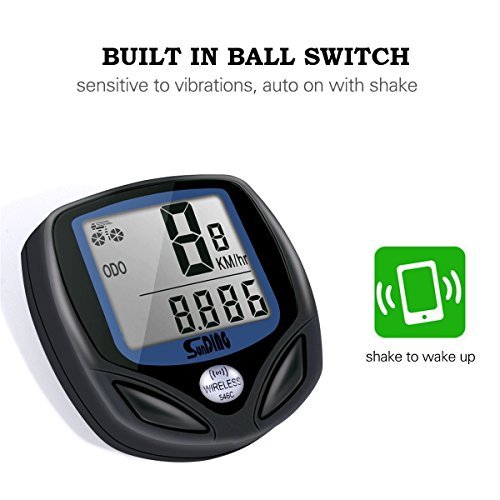 BUILT IN BALL SWITCH
sensitive to vibrations, auto on with shake
88
KM/hr
ODO
8.886
SUNDING
WIRELESS
546C
shake to wake up